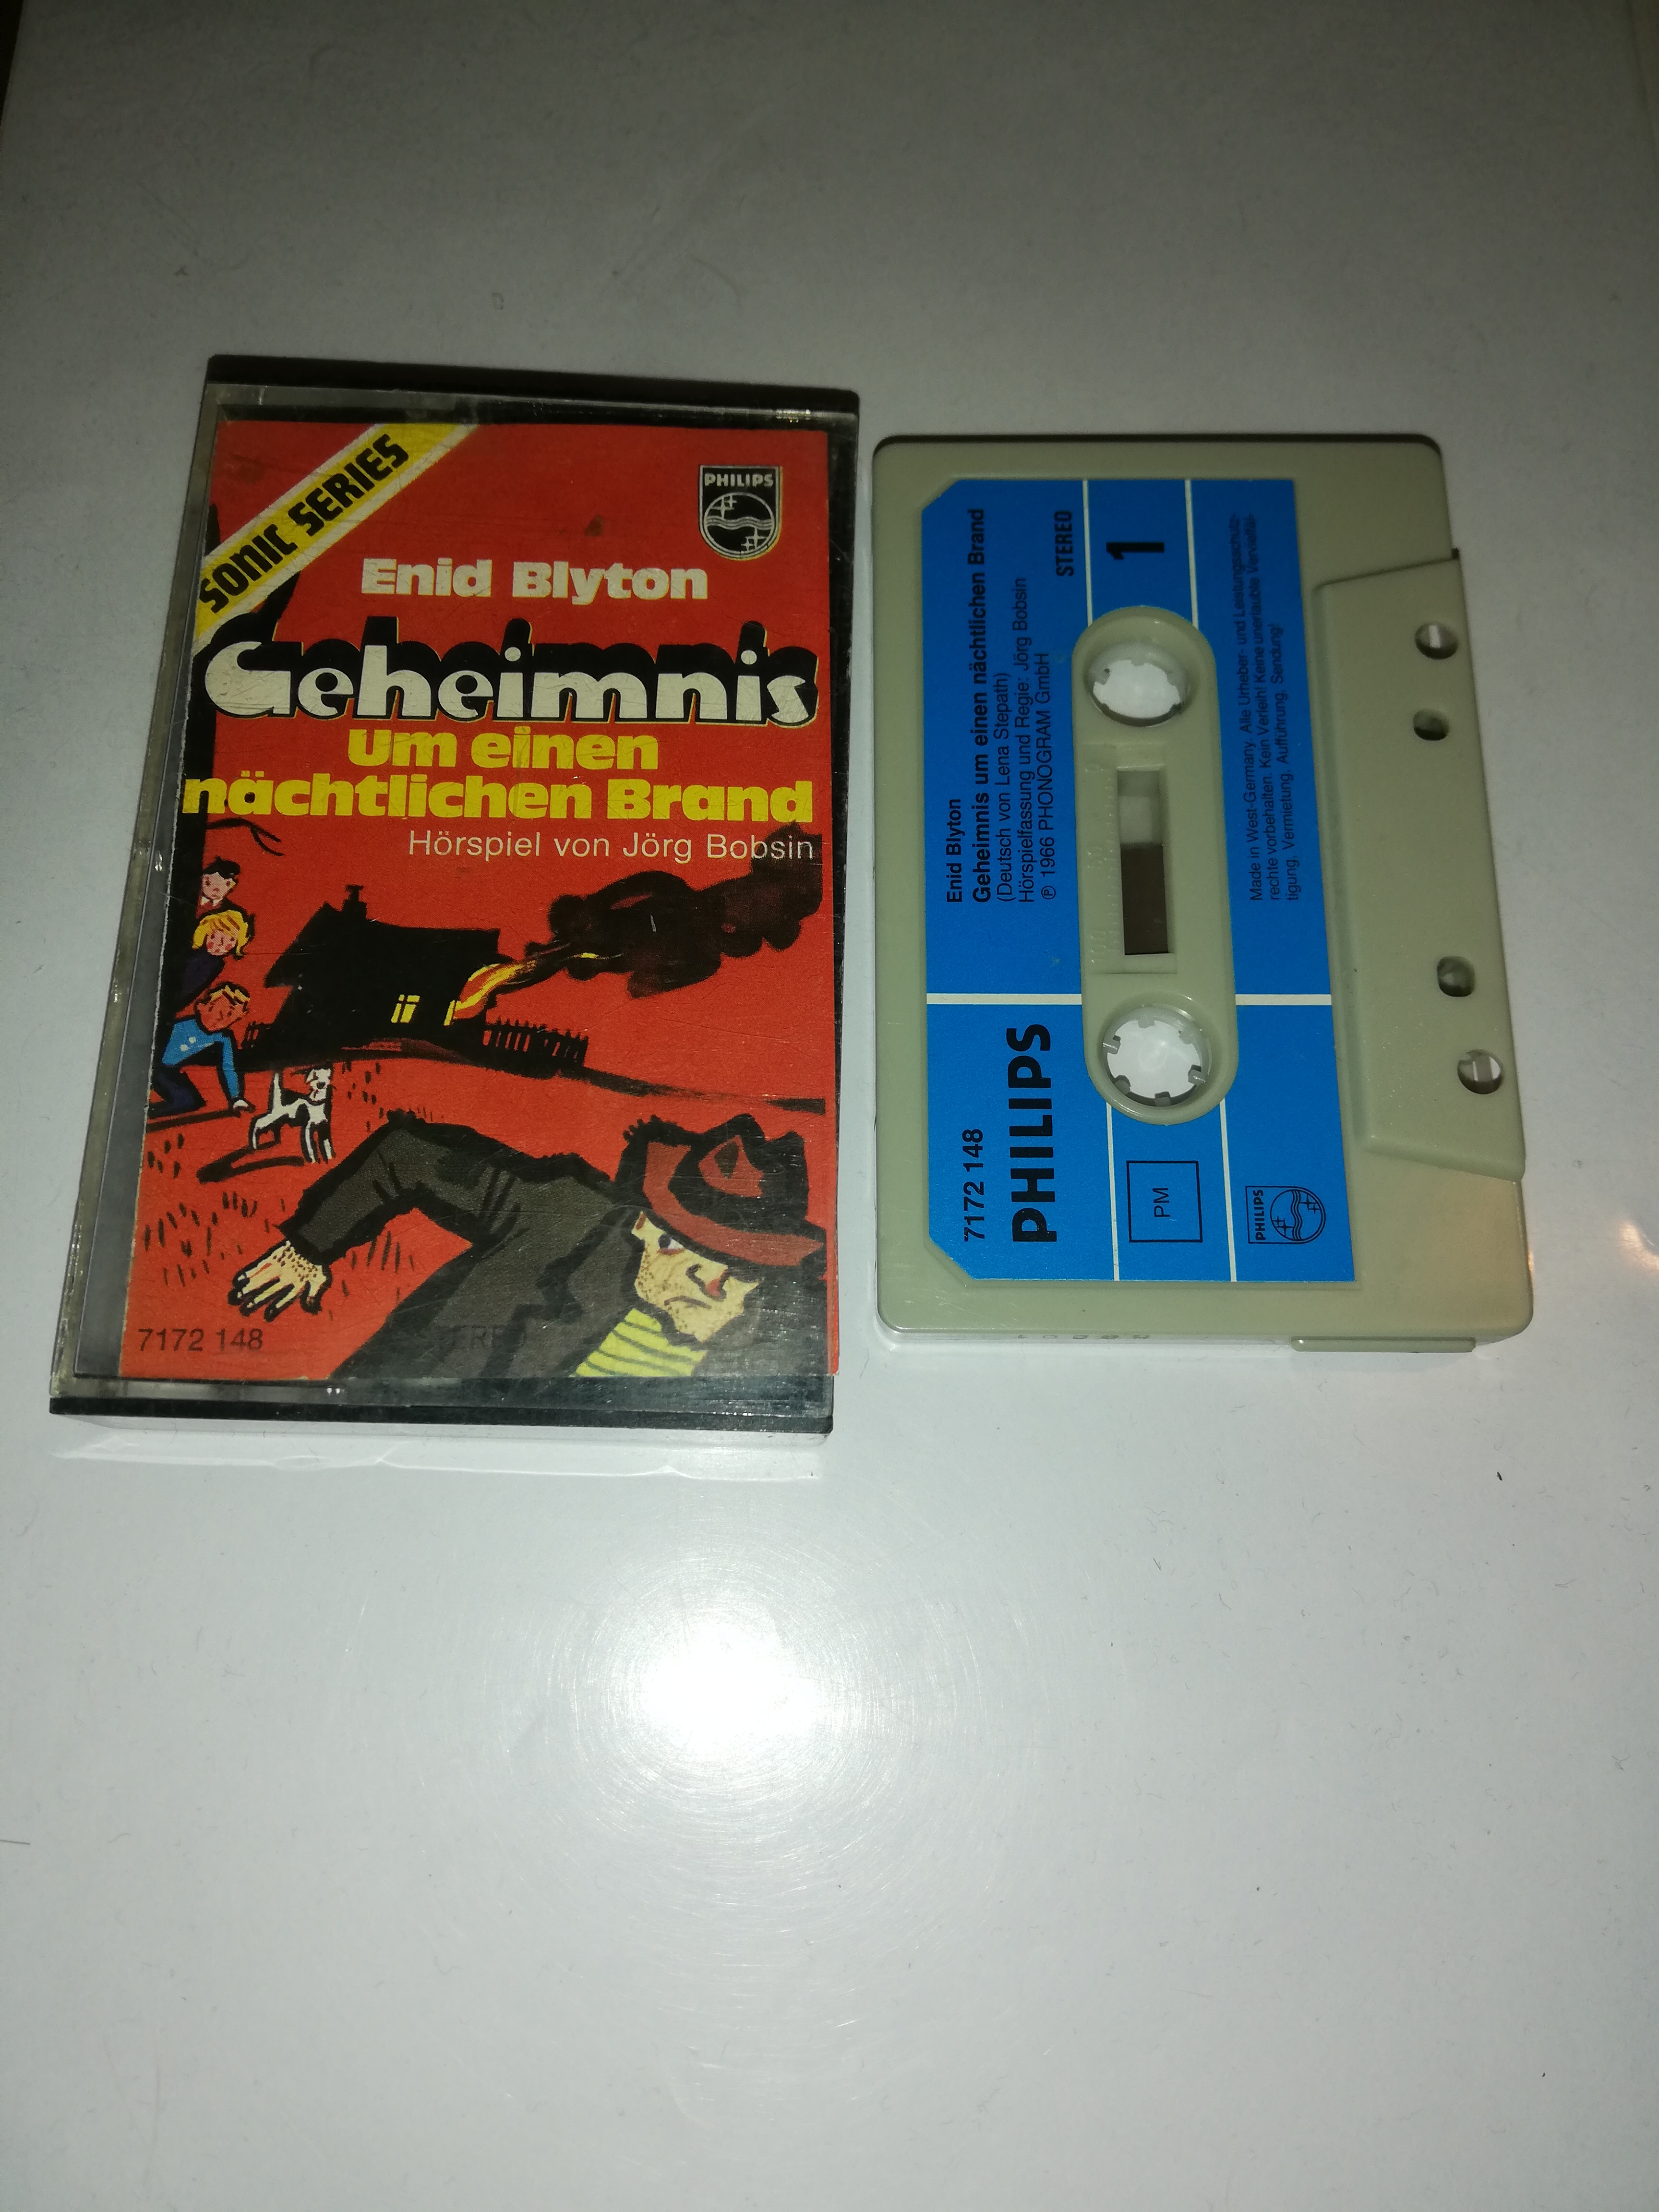 SONIC SERIES
PHILIPS
Enid Blyton
Geheimnis
um einen
nächtlichen Brand
Hörspiel von Jörg Bobsin
7172 148
Enid Blyton
Geheimnis um einen nächtlichen Brand
(Deutsch von Lena Stepath)
Hörspielfassung und Regie: Jörg Bobsin
℗ 1966 PHONOGRAM GmbH
STEREO
1
Made in West-Germany. Alle Urheber- und Leistungsschutz-
rechte vorbehalten. Kein Verleih! Keine unerlaubte Vervielfäl-
tigung, Vermietung, Aufführung, Sendung!
7172 148
PHILIPS
PM
PHILIPS